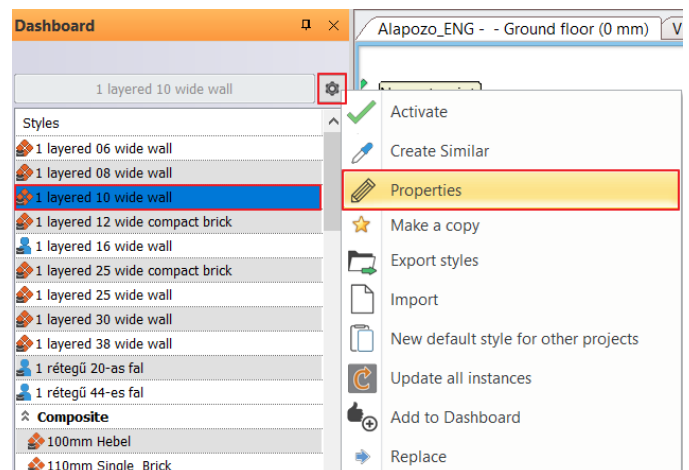 Dashboard
Alapozo_ENG - - Ground floor (0 mm)
V
1 layered 10 wide wall
Styles
1 layered 06 wide wall
1 layered 08 wide wall
1 layered 10 wide wall
1 layered 12 wide compact brick
1 layered 16 wide wall
1 layered 25 wide compact brick
1 layered 25 wide wall
1 layered 30 wide wall
1 layered 38 wide wall
1 rétegű 20-as fal
1 rétegű 44-es fal
Composite
100mm Hebel
110mm Single Brick
Activate
Create Similar
Properties
Make a copy
Export styles
Import
New default style for other projects
Update all instances
Add to Dashboard
Replace